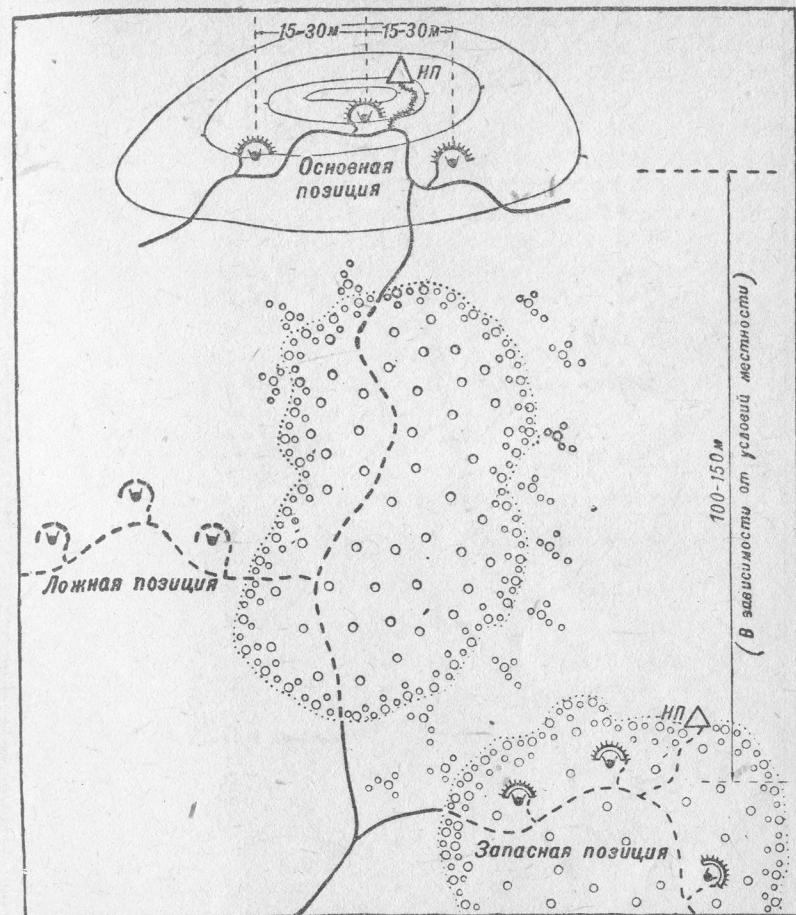 15-30м
15-30м
НП
Основная
позиция
100-150м
(В зависимости от условий местности)
Ложная позиция
НП
Запасная позиция